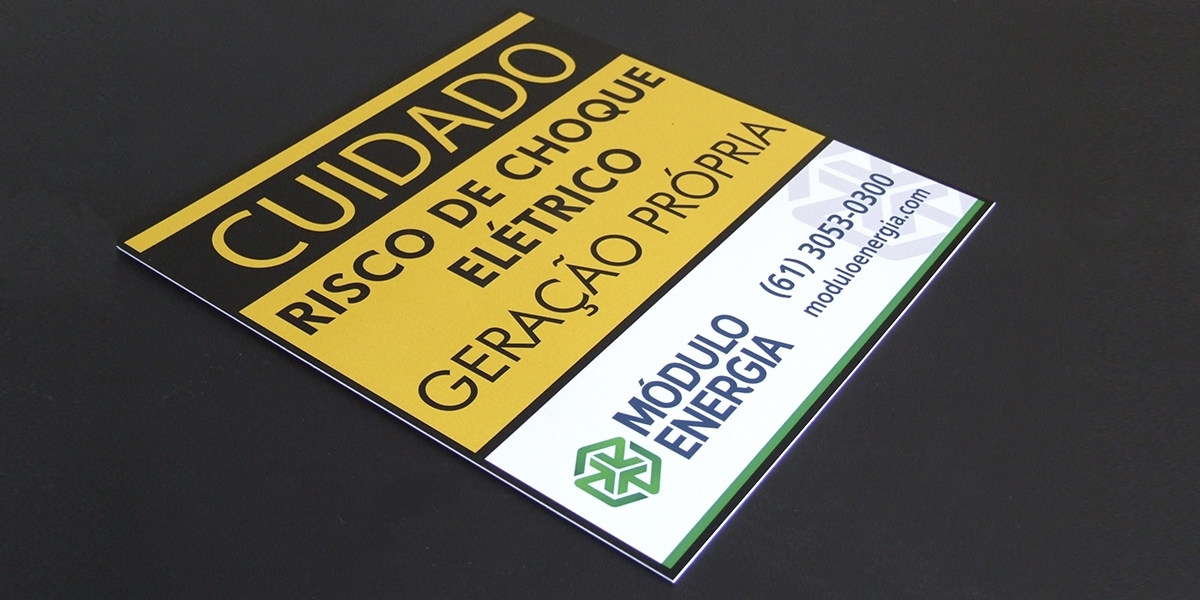 CUIDADO
RISCO DE CHOQUE
ELÉTRICO
GERAÇÃO PRÓPRIA
MÓDULO
ENERGIA
(61) 3053-0300
moduloenergia.com